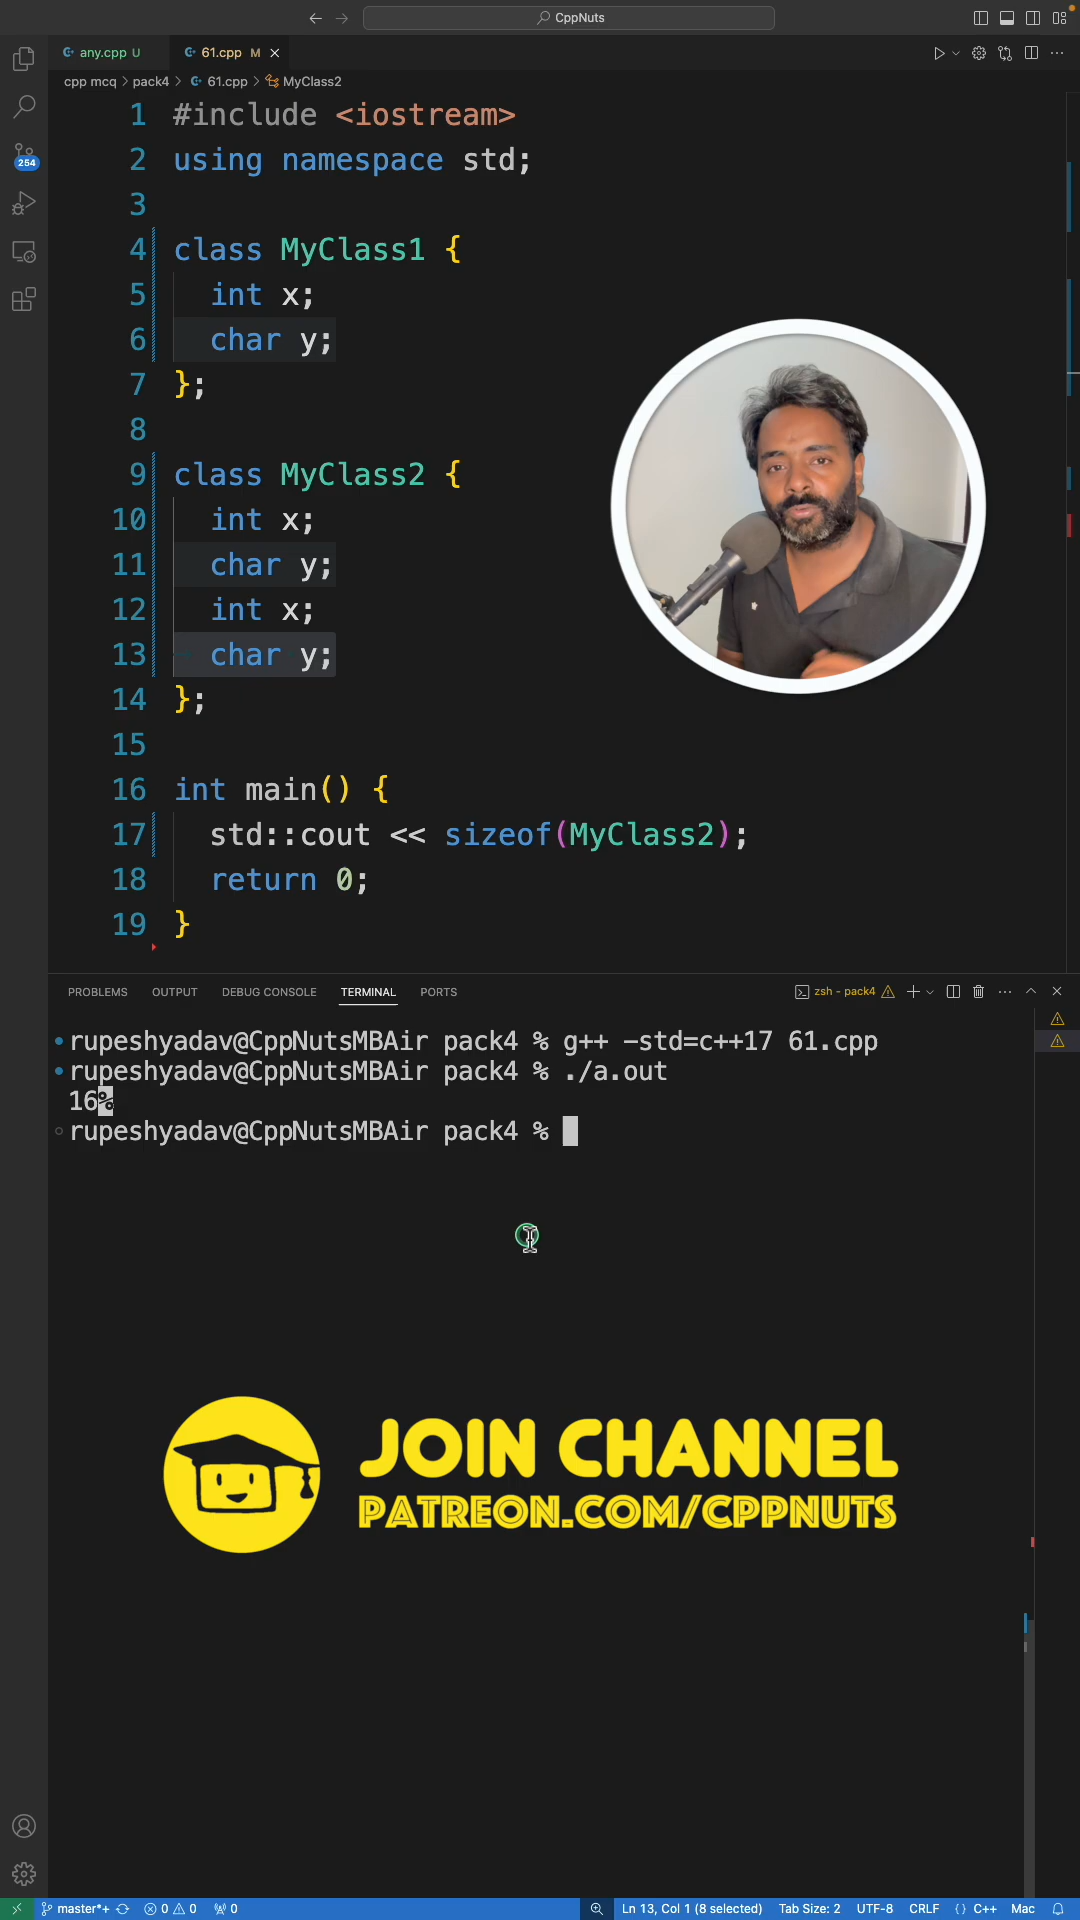 CppNuts
any.cpp U
61.cpp M
cpp mcq > pack4 > 61.cpp > MyClass2
1 #include <iostream>
2 using namespace std;
3
4 class MyClass1 {
5 int x;
6 char y;
7 };
8
9 class MyClass2 {
10 int x;
11 char y;
12 int x;
13 char y;
14 };
15
16 int main() {
17 std::cout << sizeof(MyClass2);
18 return 0;
19 }
254
PROBLEMS OUTPUT DEBUG CONSOLE TERMINAL PORTS
zsh - pack4
rupeshyadav@CppNutsMBAir pack4 % g++ -std=c++17 61.cpp
rupeshyadav@CppNutsMBAir pack4 % ./a.out
16%
rupeshyadav@CppNutsMBAir pack4 %
JOIN CHANNEL
PATREON.COM/CPPNUTS
master*+ 0 0 0 Ln 13, Col 1 (8 selected) Tab Size: 2 UTF-8 CRLF {} C++ Mac